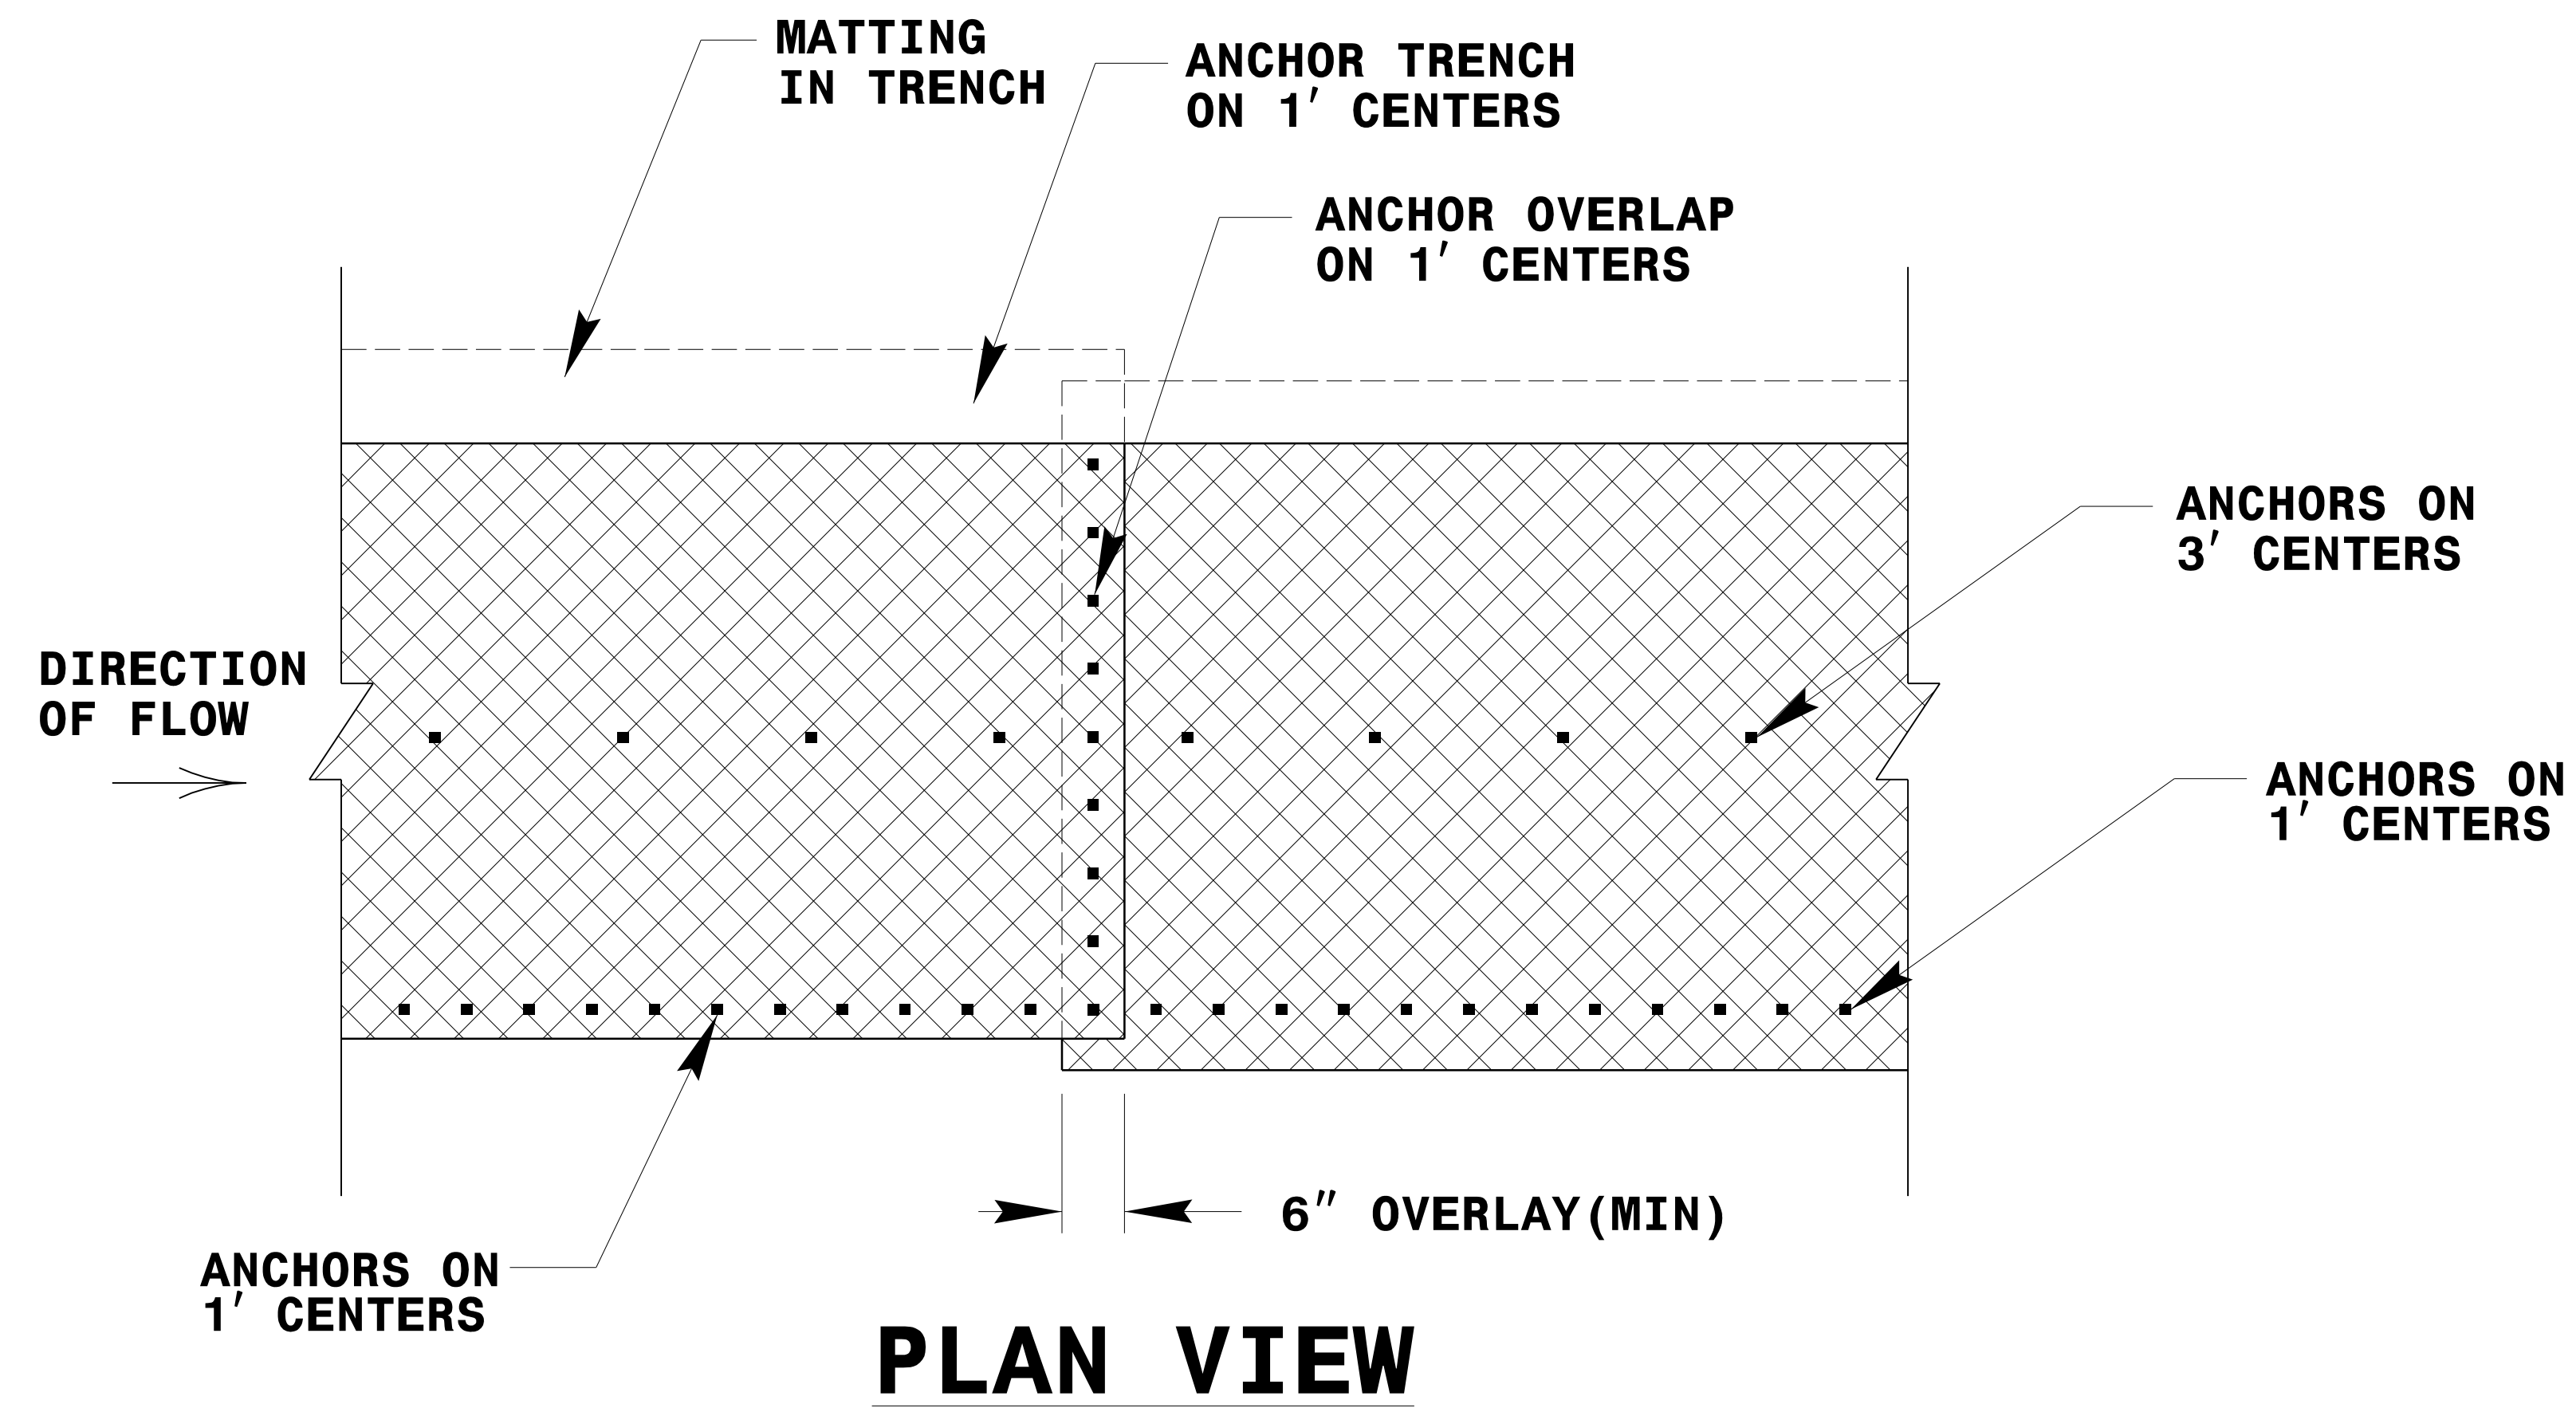 MATTING
IN TRENCH
ANCHOR TRENCH
ON 1' CENTERS
ANCHOR OVERLAP
ON 1' CENTERS
ANCHORS ON
3' CENTERS
DIRECTION
OF FLOW
ANCHORS ON
1' CENTERS
6" OVERLAY(MIN)
ANCHORS ON
1' CENTERS
PLAN VIEW